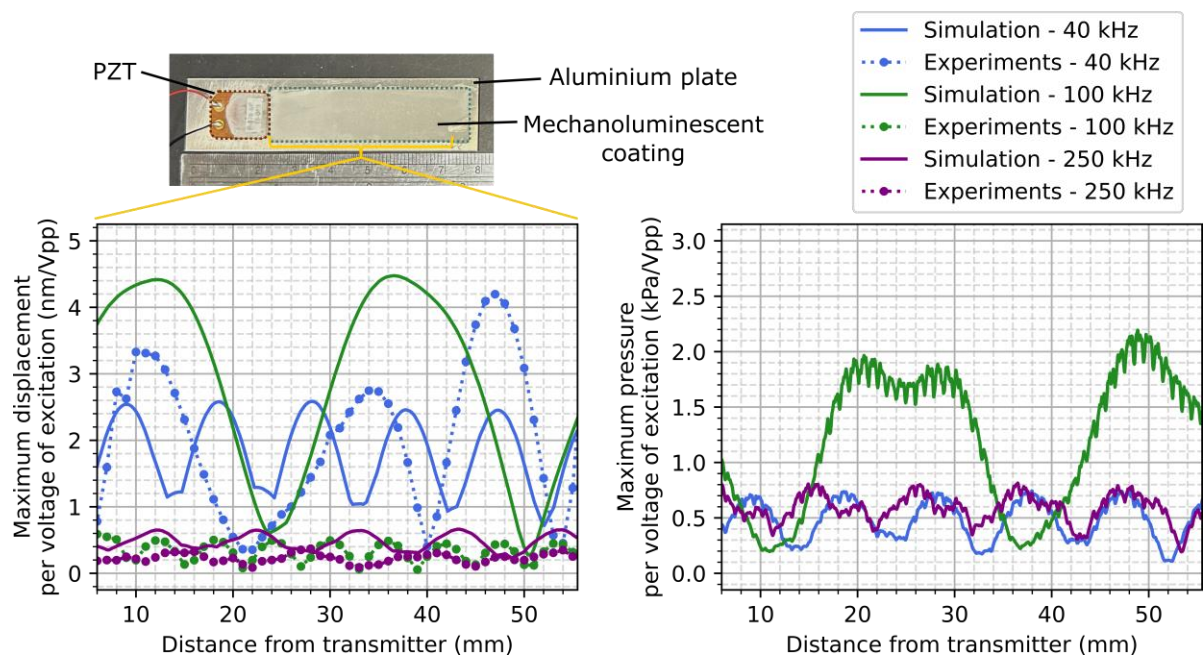 PZT
Aluminium plate
Mechanoluminescent
coating
Simulation - 40 kHz
Experiments - 40 kHz
Simulation - 100 kHz
Experiments - 100 kHz
Simulation - 250 kHz
Experiments - 250 kHz
Maximum displacement
per voltage of excitation (nm/Vpp)
5
4
3
2
1
0
10 20 30 40 50
Distance from transmitter (mm)
Maximum pressure
per voltage of excitation (kPa/Vpp)
3.0
2.5
2.0
1.5
1.0
0.5
0.0
10 20 30 40 50
Distance from transmitter (mm)